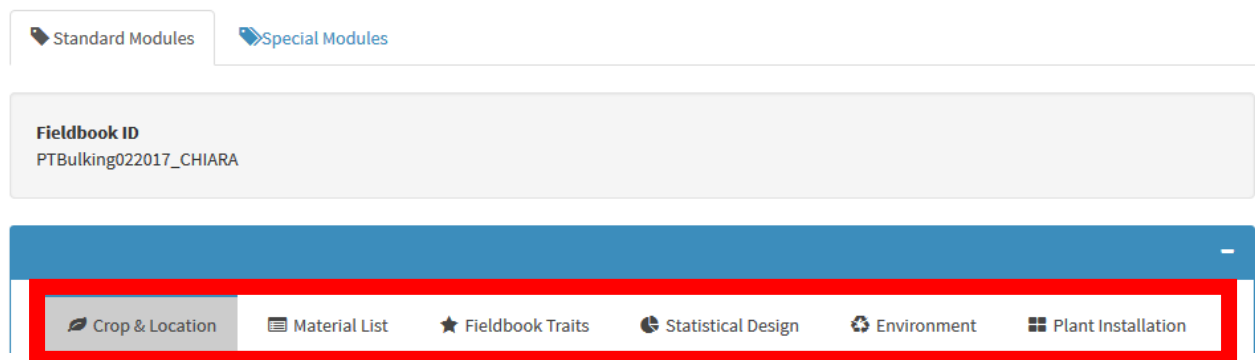 Standard Modules Special Modules
Fieldbook ID
PTBulking022017_CHIARA
Crop & Location Material List Fieldbook Traits Statistical Design Environment Plant Installation